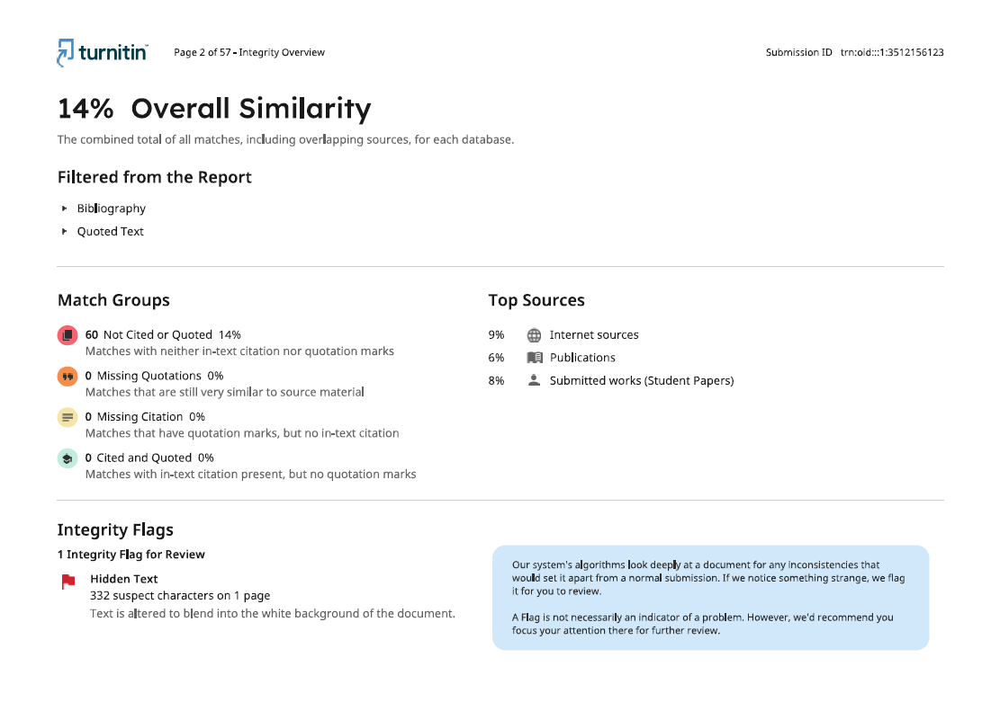 turnitin Page 2 of 57 - Integrity Overview Submission ID trn:oid:::1:3512156123
14% Overall Similarity
The combined total of all matches, including overlapping sources, for each database.
Filtered from the Report
Bibliography
Quoted Text
Match Groups
60 Not Cited or Quoted 14%
Matches with neither in-text citation nor quotation marks
0 Missing Quotations 0%
Matches that are still very similar to source material
0 Missing Citation 0%
Matches that have quotation marks, but no in-text citation
0 Cited and Quoted 0%
Matches with in-text citation present, but no quotation marks
Top Sources
9% Internet sources
6% Publications
8% Submitted works (Student Papers)
Integrity Flags
1 Integrity Flag for Review
Hidden Text
332 suspect characters on 1 page
Text is altered to blend into the white background of the document.
Our system's algorithms look deeply at a document for any inconsistencies that
would set it apart from a normal submission. If we notice something strange, we flag
it for you to review.
A Flag is not necessarily an indicator of a problem. However, we'd recommend you
focus your attention there for further review.